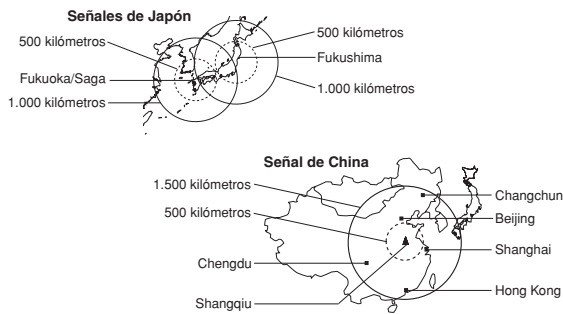 Señales de Japón
500 kilómetros
500 kilómetros
Fukushima
Fukuoka/Saga
1.000 kilómetros
1.000 kilómetros
Señal de China
1.500 kilómetros
Changchun
500 kilómetros
Beijing
Shanghai
Chengdu
Hong Kong
Shangqiu